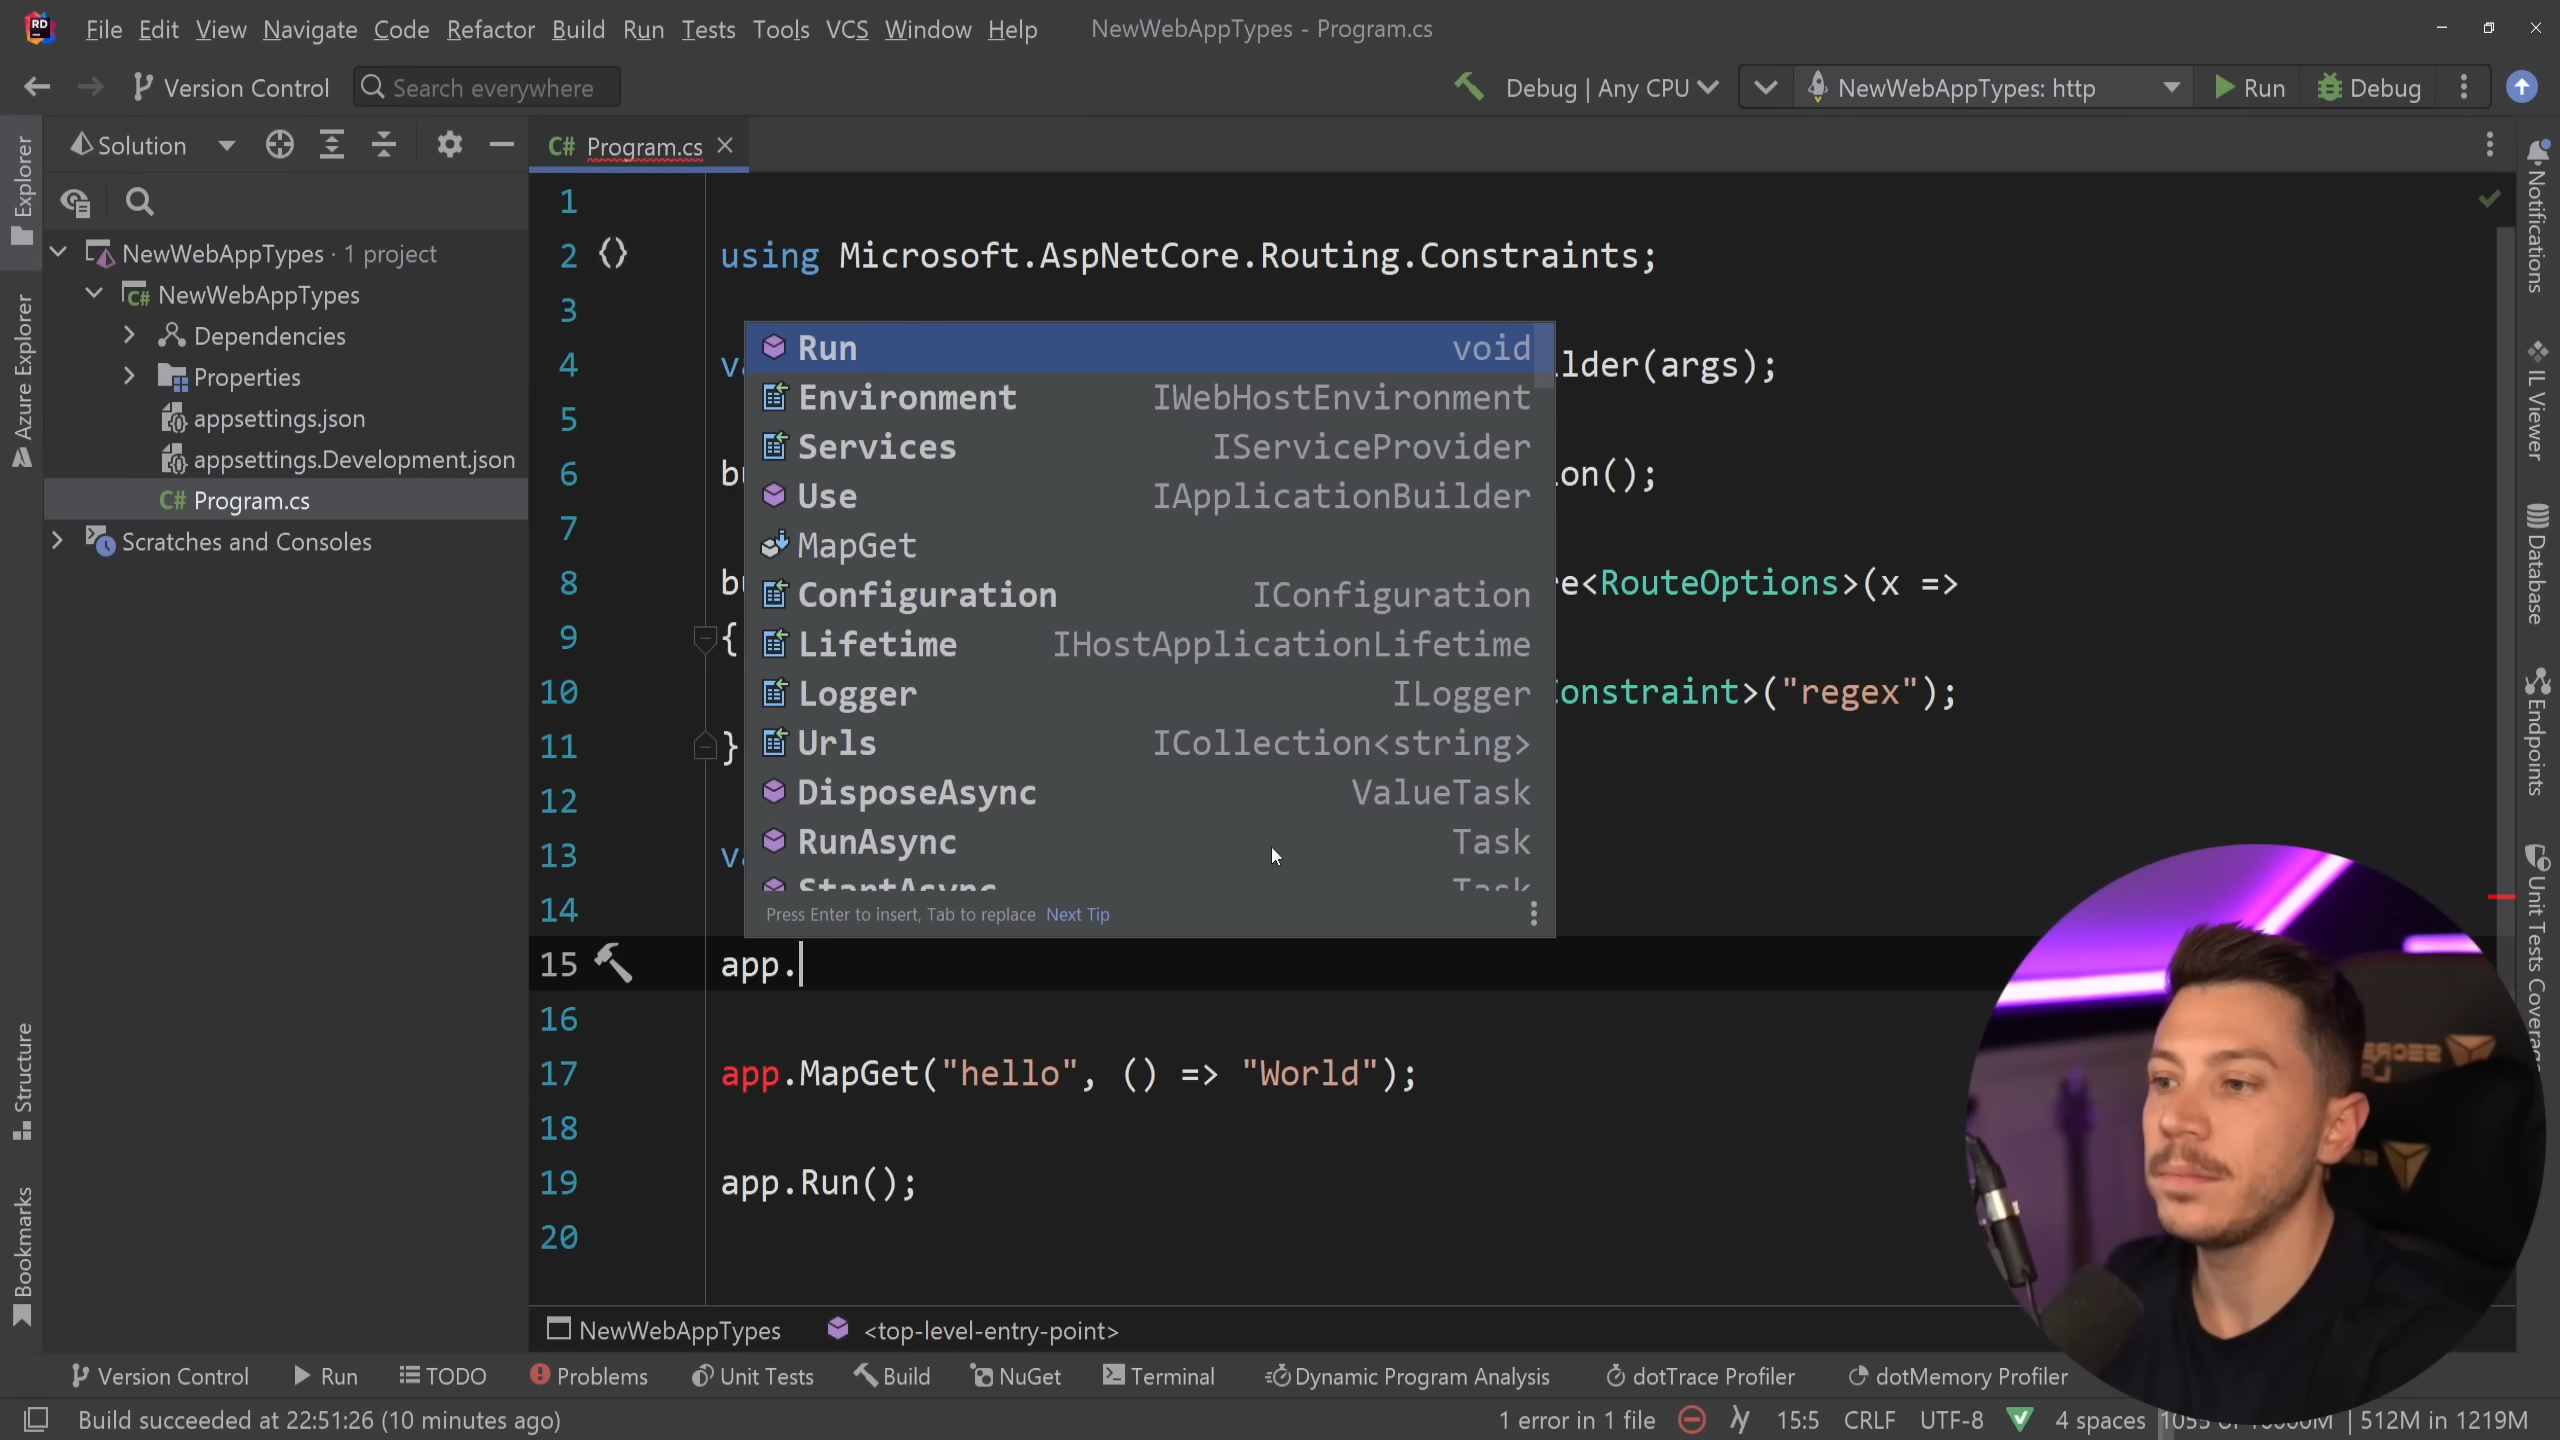 File Edit View Navigate Code Refactor Build Run Tests Tools VCS Window Help NewWebAppTypes - Program.cs
Version Control Search everywhere Debug | Any CPU NewWebAppTypes: http Run Debug
Solution
C# Program.cs
Explorer
Azure Explorer
Structure
Bookmarks
NewWebAppTypes · 1 project
C# NewWebAppTypes
Dependencies
Properties
appsettings.json
appsettings.Development.json
C# Program.cs
Scratches and Consoles
1
2 using Microsoft.AspNetCore.Routing.Constraints;
3
4 va lder(args);
5
6 bu on();
7
8 bu e<RouteOptions>(x =>
9 {
10 onstraint>("regex");
11 }
12
13 va
14
15 app.
16
17 app.MapGet("hello", () => "World");
18
19 app.Run();
20
Run void
Environment IWebHostEnvironment
Services IServiceProvider
Use IApplicationBuilder
MapGet
Configuration IConfiguration
Lifetime IHostApplicationLifetime
Logger ILogger
Urls ICollection<string>
DisposeAsync ValueTask
RunAsync Task
StartAsync Task
Press Enter to insert, Tab to replace Next Tip
Notifications
IL Viewer
Database
Endpoints
Unit Tests Coverage
NewWebAppTypes <top-level-entry-point>
Version Control Run TODO Problems Unit Tests Build NuGet Terminal Dynamic Program Analysis dotTrace Profiler dotMemory Profiler
Build succeeded at 22:51:26 (10 minutes ago) 1 error in 1 file 15:5 CRLF UTF-8 4 spaces 512M in 1219M